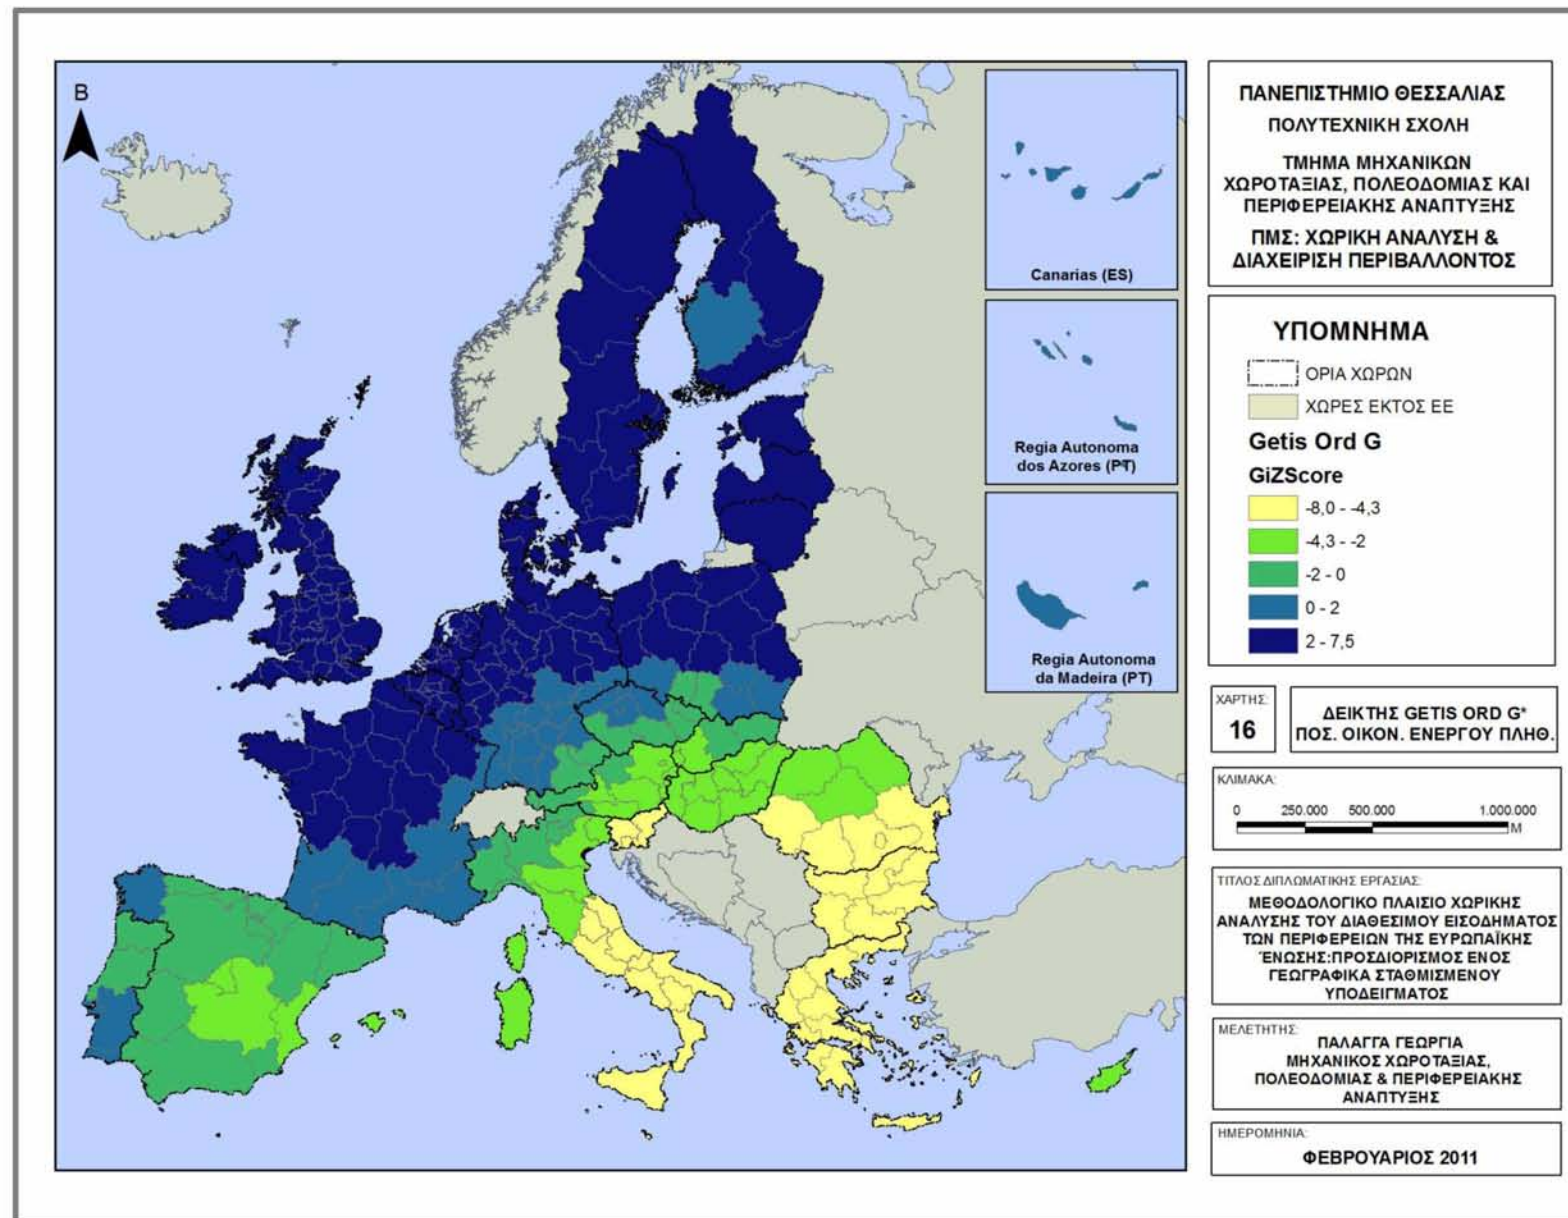 B
Canarias (ES)
Regia Autonoma
dos Azores (PT)
Regia Autonoma
da Madeira (PT)
ΠΑΝΕΠΙΣΤΗΜΙΟ ΘΕΣΣΑΛΙΑΣ
ΠΟΛΥΤΕΧΝΙΚΗ ΣΧΟΛΗ
ΤΜΗΜΑ ΜΗΧΑΝΙΚΩΝ
ΧΩΡΟΤΑΞΙΑΣ, ΠΟΛΕΟΔΟΜΙΑΣ ΚΑΙ
ΠΕΡΙΦΕΡΕΙΑΚΗΣ ΑΝΑΠΤΥΞΗΣ
ΠΜΣ: ΧΩΡΙΚΗ ΑΝΑΛΥΣΗ &
ΔΙΑΧΕΙΡΙΣΗ ΠΕΡΙΒΑΛΛΟΝΤΟΣ
ΥΠΟΜΝΗΜΑ
ΟΡΙΑ ΧΩΡΩΝ
ΧΩΡΕΣ ΕΚΤΟΣ ΕΕ
Getis Ord G
GiZScore
-8,0 - -4,3
-4,3 - -2
-2 - 0
0 - 2
2 - 7,5
ΧΑΡΤΗΣ:
16
ΔΕΙΚΤΗΣ GETIS ORD G*
ΠΟΣ. ΟΙΚΟΝ. ΕΝΕΡΓΟΥ ΠΛΗΘ.
ΚΛΙΜΑΚΑ:
0 250.000 500.000 1.000.000
M
ΤΙΤΛΟΣ ΔΙΠΛΩΜΑΤΙΚΗΣ ΕΡΓΑΣΙΑΣ:
ΜΕΘΟΔΟΛΟΓΙΚΟ ΠΛΑΙΣΙΟ ΧΩΡΙΚΗΣ
ΑΝΑΛΥΣΗΣ ΤΟΥ ΔΙΑΘΕΣΙΜΟΥ ΕΙΣΟΔΗΜΑΤΟΣ
ΤΩΝ ΠΕΡΙΦΕΡΕΙΩΝ ΤΗΣ ΕΥΡΩΠΑΪΚΗΣ
ΈΝΩΣΗΣ:ΠΡΟΣΔΙΟΡΙΣΜΟΣ ΕΝΟΣ
ΓΕΩΓΡΑΦΙΚΑ ΣΤΑΘΜΙΣΜΕΝΟΥ
ΥΠΟΔΕΙΓΜΑΤΟΣ
ΜΕΛΕΤΗΤΗΣ:
ΠΑΛΑΓΓΑ ΓΕΩΡΓΙΑ
ΜΗΧΑΝΙΚΟΣ ΧΩΡΟΤΑΞΙΑΣ,
ΠΟΛΕΟΔΟΜΙΑΣ & ΠΕΡΙΦΕΡΕΙΑΚΗΣ
ΑΝΑΠΤΥΞΗΣ
ΗΜΕΡΟΜΗΝΙΑ:
ΦΕΒΡΟΥΑΡΙΟΣ 2011